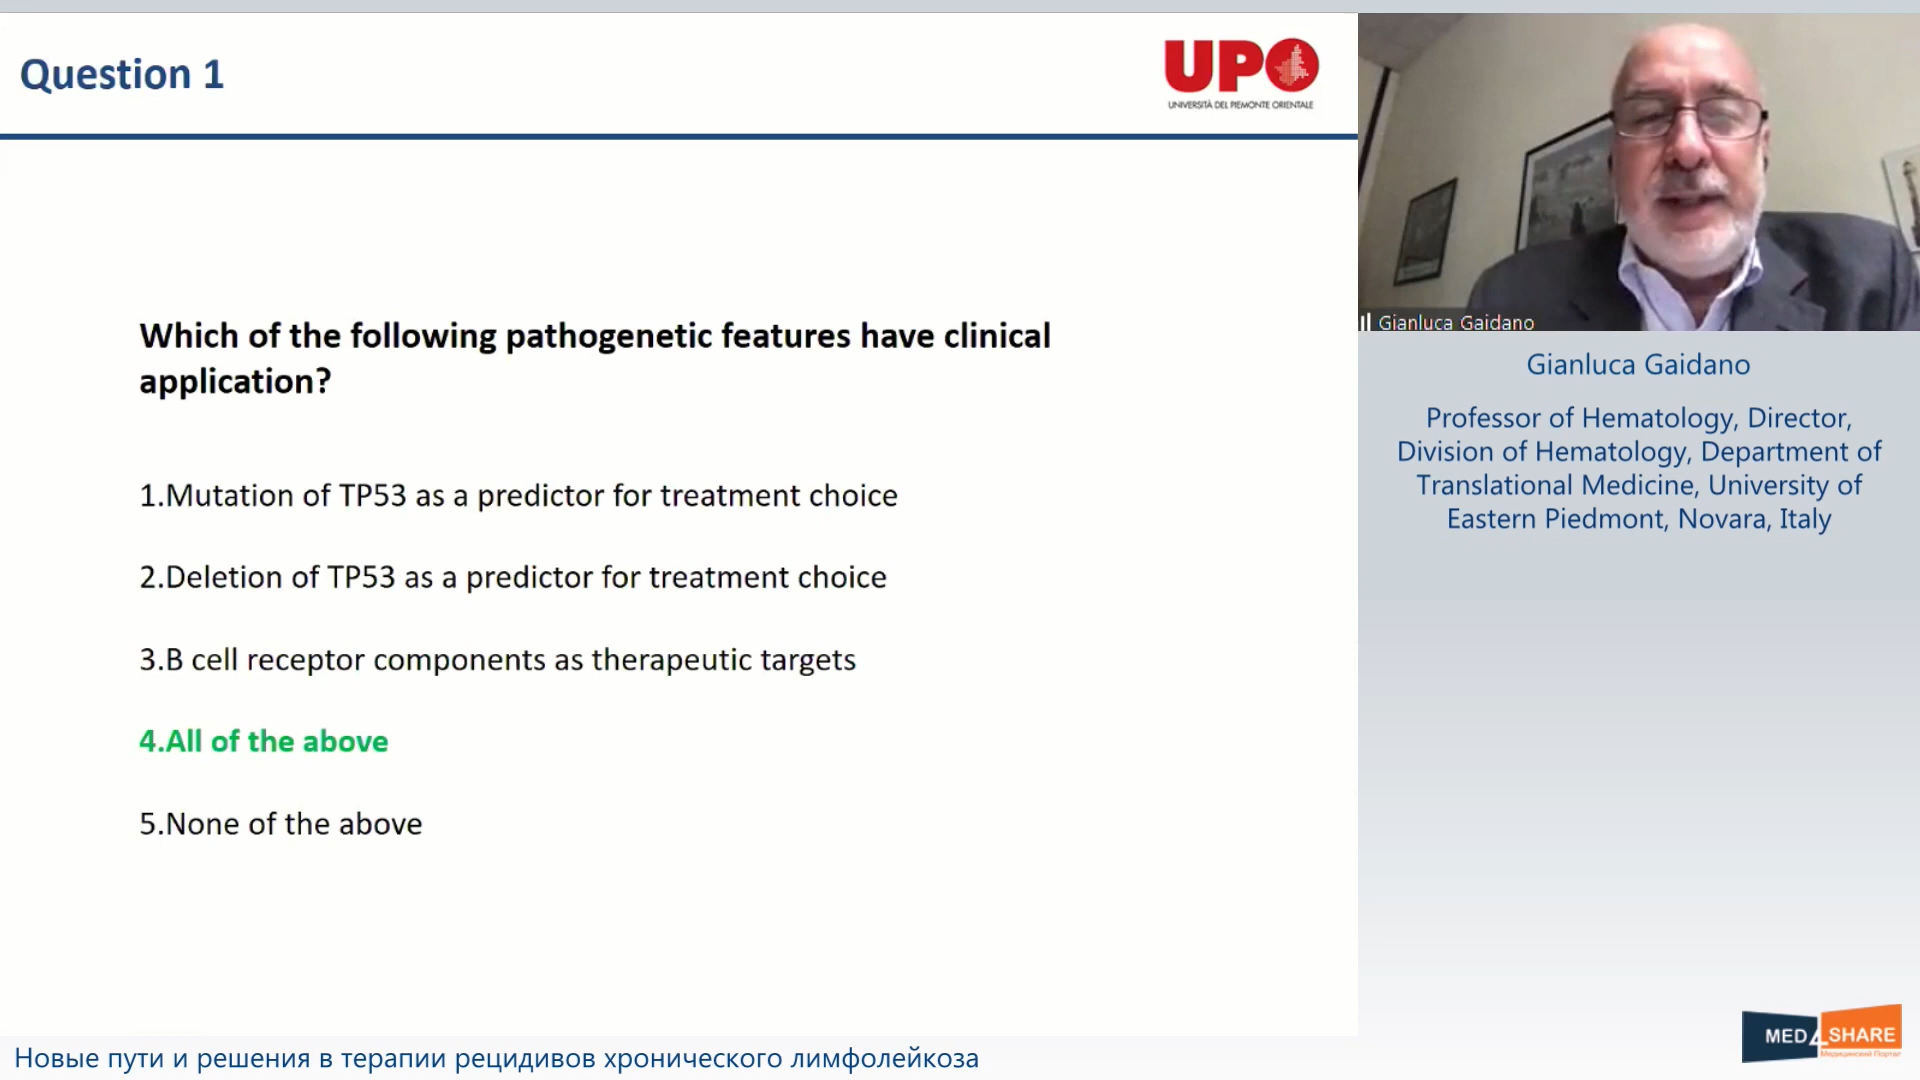 Question 1
UPO
UNIVERSITÀ DEL PIEMONTE ORIENTALE
Which of the following pathogenetic features have clinical
application?
1.Mutation of TP53 as a predictor for treatment choice
2.Deletion of TP53 as a predictor for treatment choice
3.B cell receptor components as therapeutic targets
4.All of the above
5.None of the above
Gianluca Gaidano
Gianluca Gaidano
Professor of Hematology, Director,
Division of Hematology, Department of
Translational Medicine, University of
Eastern Piedmont, Novara, Italy
MED4SHARE
Медицинский Портал
Новые пути и решения в терапии рецидивов хронического лимфолейкоза